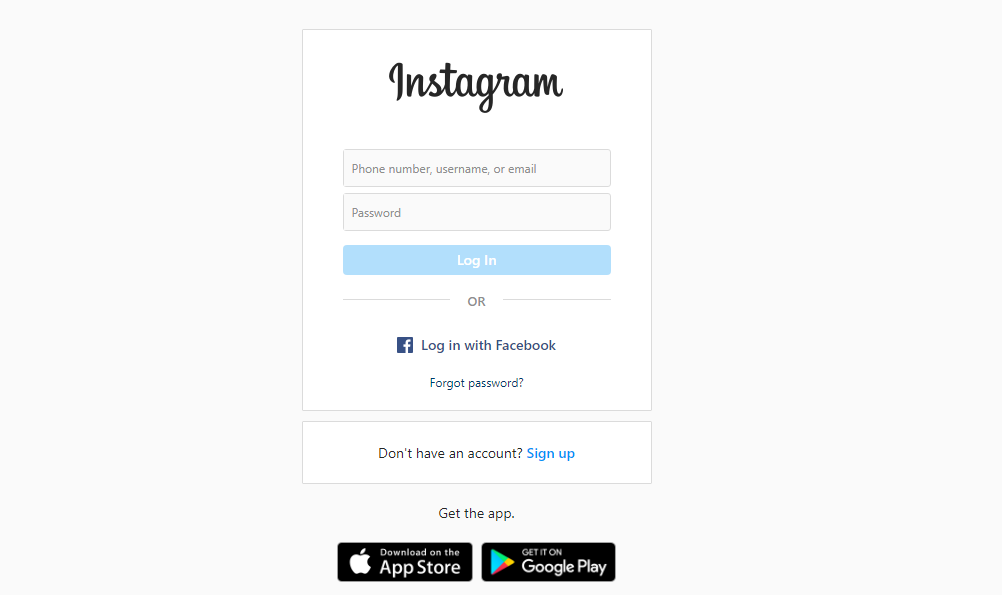 Instagram
Phone number, username, or email
Password
Log In
OR
Log in with Facebook
Forgot password?
Don't have an account? Sign up
Get the app.
Download on the
App Store
GET IT ON
Google Play